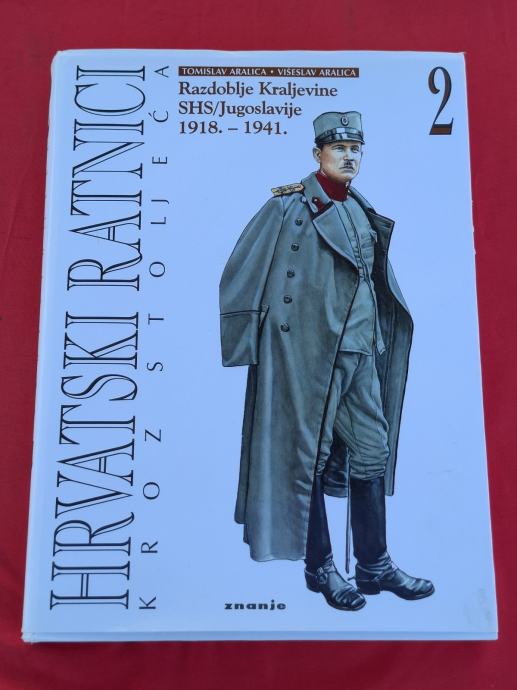 TOMISLAV ARALICA • VIŠESLAV ARALICA
Razdoblje Kraljevine
SHS/Jugoslavije
1918. – 1941.
2
HRVATSKI RATNICI
KROZ STOLJEĆA
znanje